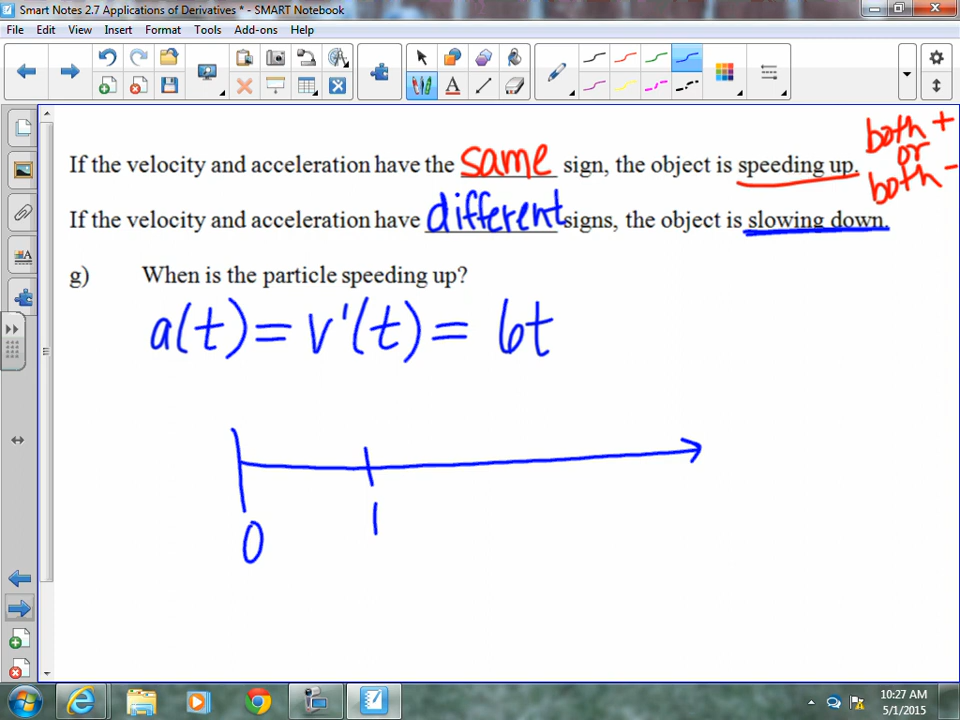 Smart Notes 2.7 Applications of Derivatives * - SMART Notebook
File Edit View Insert Format Tools Add-ons Help
both +
or
both -
If the velocity and acceleration have the same sign, the object is speeding up.
If the velocity and acceleration have different signs, the object is slowing down.
g) When is the particle speeding up?
a(t) = v'(t) = 6t
0 1
10:27 AM
5/1/2015